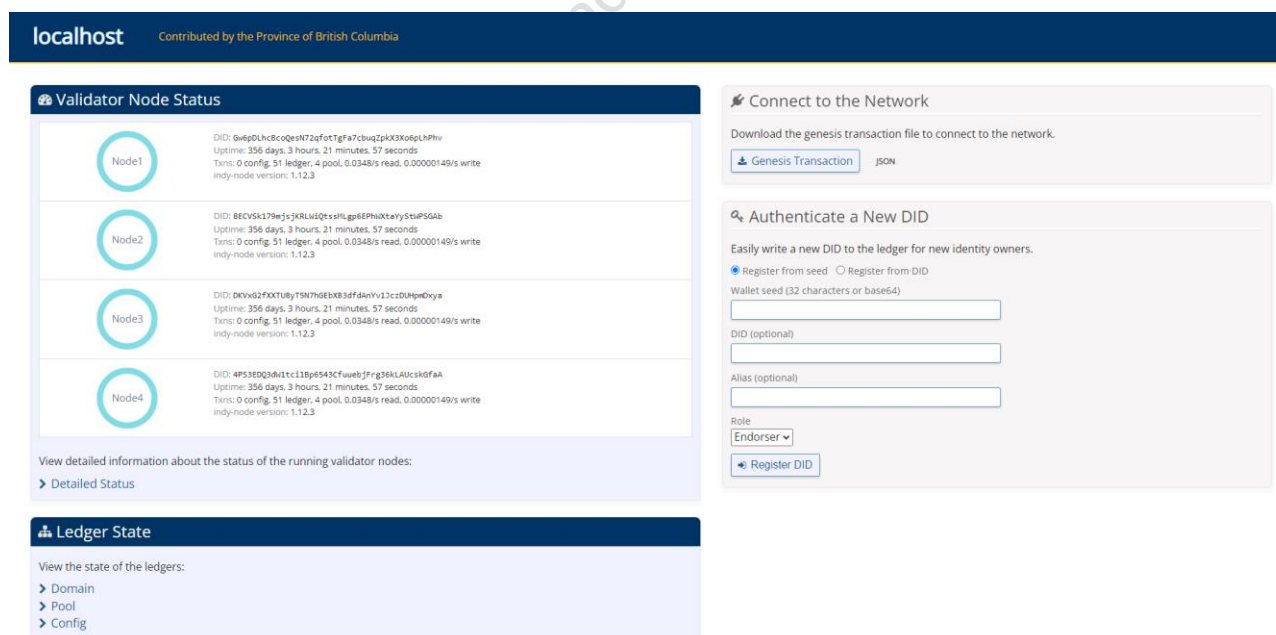 localhost
Contributed by the Province of British Columbia
Validator Node Status
Node1
DID: Gw6pDLhcBcoQesN72qfotTgFa7cbuqZpkX3Xo6pLhPhv
Uptime: 356 days, 3 hours, 21 minutes, 57 seconds
Txns: 0 config, 51 ledger, 4 pool, 0.0348/s read, 0.00000149/s write
indy-node version: 1.12.3
Node2
DID: 8ECVSk179mjsjKRLWiQtssMLgp6EPhWXtaYyStWPSGAb
Uptime: 356 days, 3 hours, 21 minutes, 57 seconds
Txns: 0 config, 51 ledger, 4 pool, 0.0348/s read, 0.00000149/s write
indy-node version: 1.12.3
Node3
DID: DKVxG2fXXTU8yT5N7hGEbXB3dfdAnYv1JczDUHpmDxya
Uptime: 356 days, 3 hours, 21 minutes, 57 seconds
Txns: 0 config, 51 ledger, 4 pool, 0.0348/s read, 0.00000149/s write
indy-node version: 1.12.3
Node4
DID: 4PS3EDQ3dW1tci1Bp6543CfuuebjFrg36kLAUcskGfaA
Uptime: 356 days, 3 hours, 21 minutes, 57 seconds
Txns: 0 config, 51 ledger, 4 pool, 0.0348/s read, 0.00000149/s write
indy-node version: 1.12.3
View detailed information about the status of the running validator nodes:
Detailed Status
Ledger State
View the state of the ledgers:
Domain
Pool
Config
Connect to the Network
Download the genesis transaction file to connect to the network.
Genesis Transaction JSON
Authenticate a New DID
Easily write a new DID to the ledger for new identity owners.
Register from seed Register from DID
Wallet seed (32 characters or base64)
DID (optional)
Alias (optional)
Role
Endorser
Register DID